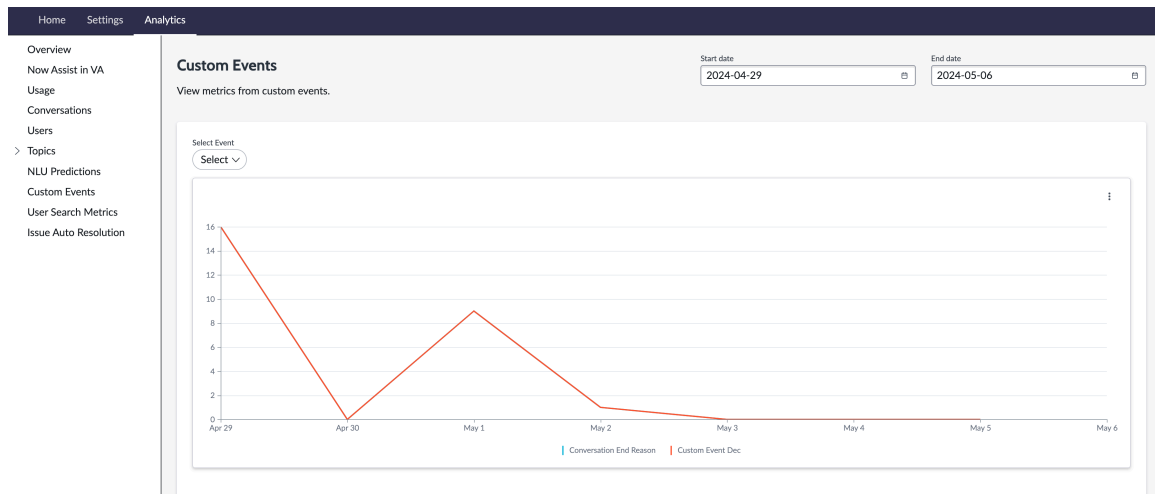 Home Settings Analytics
Overview
Now Assist in VA
Usage
Conversations
Users
Topics
NLU Predictions
Custom Events
User Search Metrics
Issue Auto Resolution
Custom Events
View metrics from custom events.
Start date
2024-04-29
End date
2024-05-06
Select Event
Select
16
14
12
10
8
6
4
2
0
Apr 29 Apr 30 May 1 May 2 May 3 May 4 May 5 May 6
Conversation End Reason Custom Event Dec